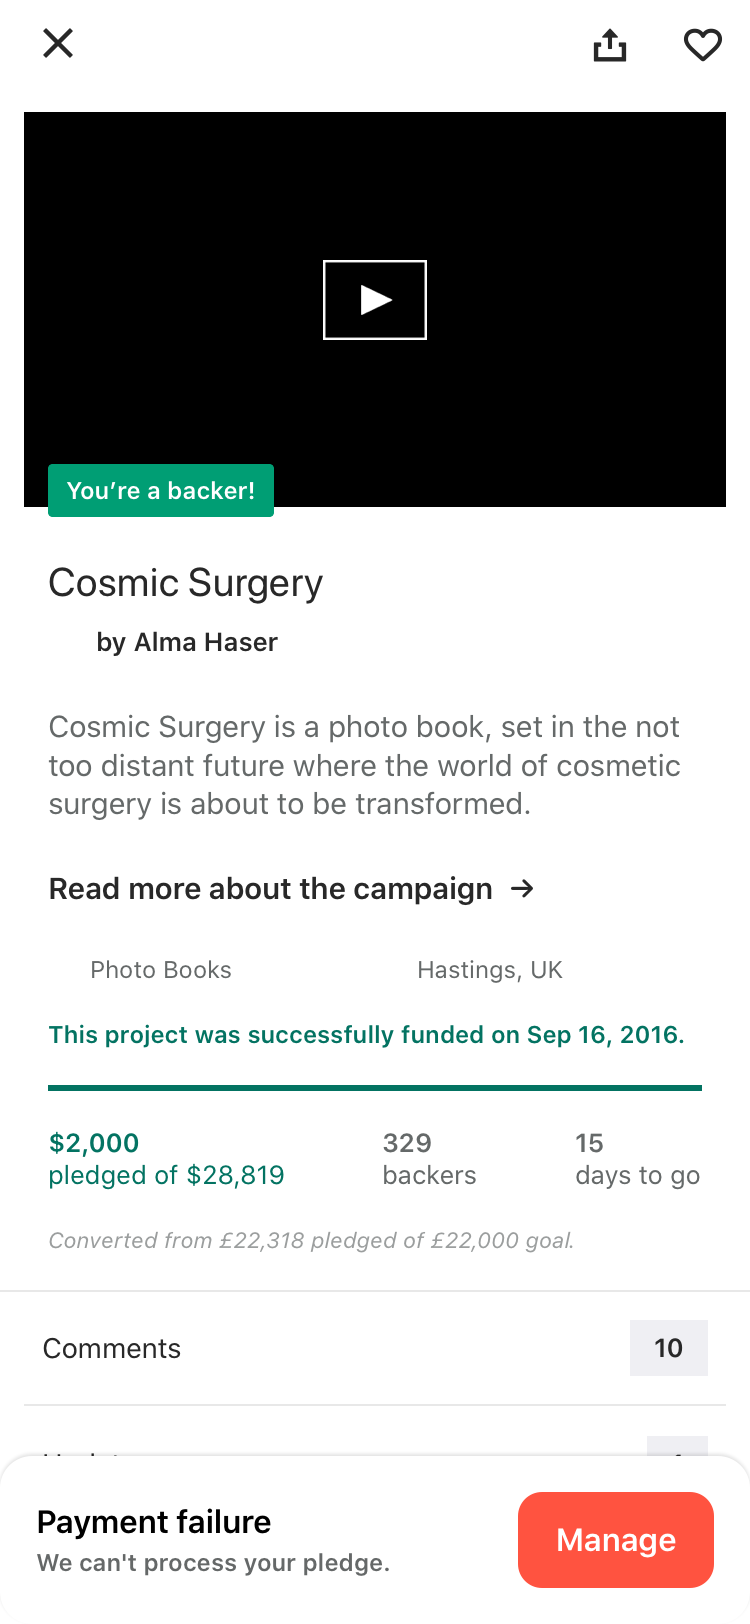 You’re a backer!
Cosmic Surgery
by Alma Haser
Cosmic Surgery is a photo book, set in the not
too distant future where the world of cosmetic
surgery is about to be transformed.
Read more about the campaign →
Photo Books
Hastings, UK
This project was successfully funded on Sep 16, 2016.
$2,000
pledged of $28,819
329
backers
15
days to go
Converted from £22,318 pledged of £22,000 goal.
Comments
10
Payment failure
We can't process your pledge.
Manage